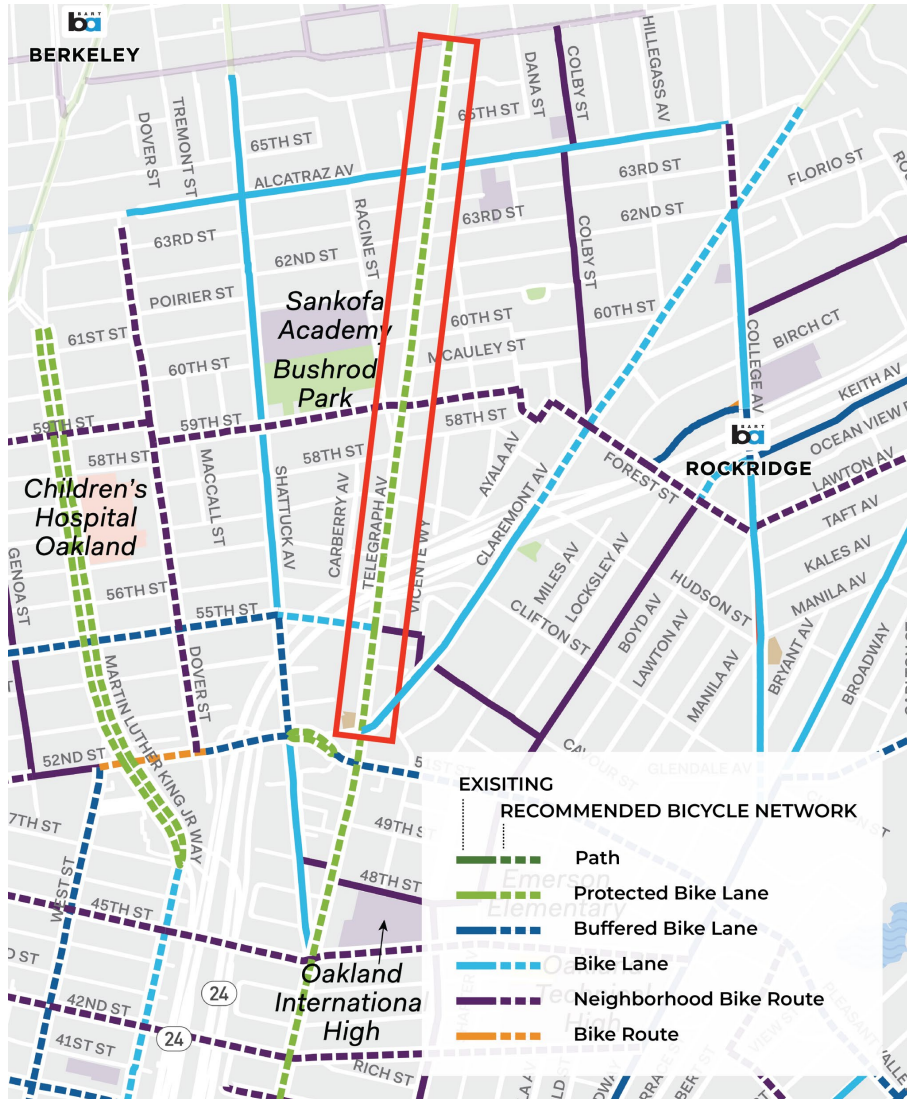 BART
ba
BERKELEY
DOVER ST
TREMONT ST
65TH ST
ALCATRAZ AV
65TH ST
DANA ST
COLBY ST
HILLEGASS AV
FLORIO ST
63RD ST
62ND ST
RACINE ST
63RD ST
63RD ST
62ND ST
COLBY ST
POIRIER ST
Sankofa
Academy
61ST ST
60TH ST
60TH ST
60TH ST
COLLEGE AV
BIRCH CT
MCAULEY ST
Bushrod
Park
KEITH AV
59TH ST
59TH ST
58TH ST
58TH ST
58TH ST
BART
ba
ROCKRIDGE
OCEAN VIEW
LAWTON AV
TAFT AV
KALES AV
MANILA AV
Children's
Hospital
Oakland
MACCALL ST
SHATTUCK AV
CARBERRY AV
TELEGRAPH AV
VICENTE WY
AYALA AV
CLAREMONT AV
FOREST ST
MILES AV
LOCKSLEY AV
CLIFTON ST
BOYD AV
LAWTON AV
HUDSON ST
MANILA AV
BRYANT AV
BROADWAY
GENOA ST
56TH ST
55TH ST
MARTIN LUTHER KING JR WAY
DOVER ST
52ND ST
51ST ST
CAVOUR ST
GLENDALE AV
7TH ST
WEST ST
49TH ST
48TH ST
45TH ST
Oakland
International
High
24
24
42ND ST
41ST ST
RICH ST
EXISITING
RECOMMENDED BICYCLE NETWORK
Path
Protected Bike Lane
Buffered Bike Lane
Bike Lane
Neighborhood Bike Route
Bike Route
Emerson
Elementary
Technical
High